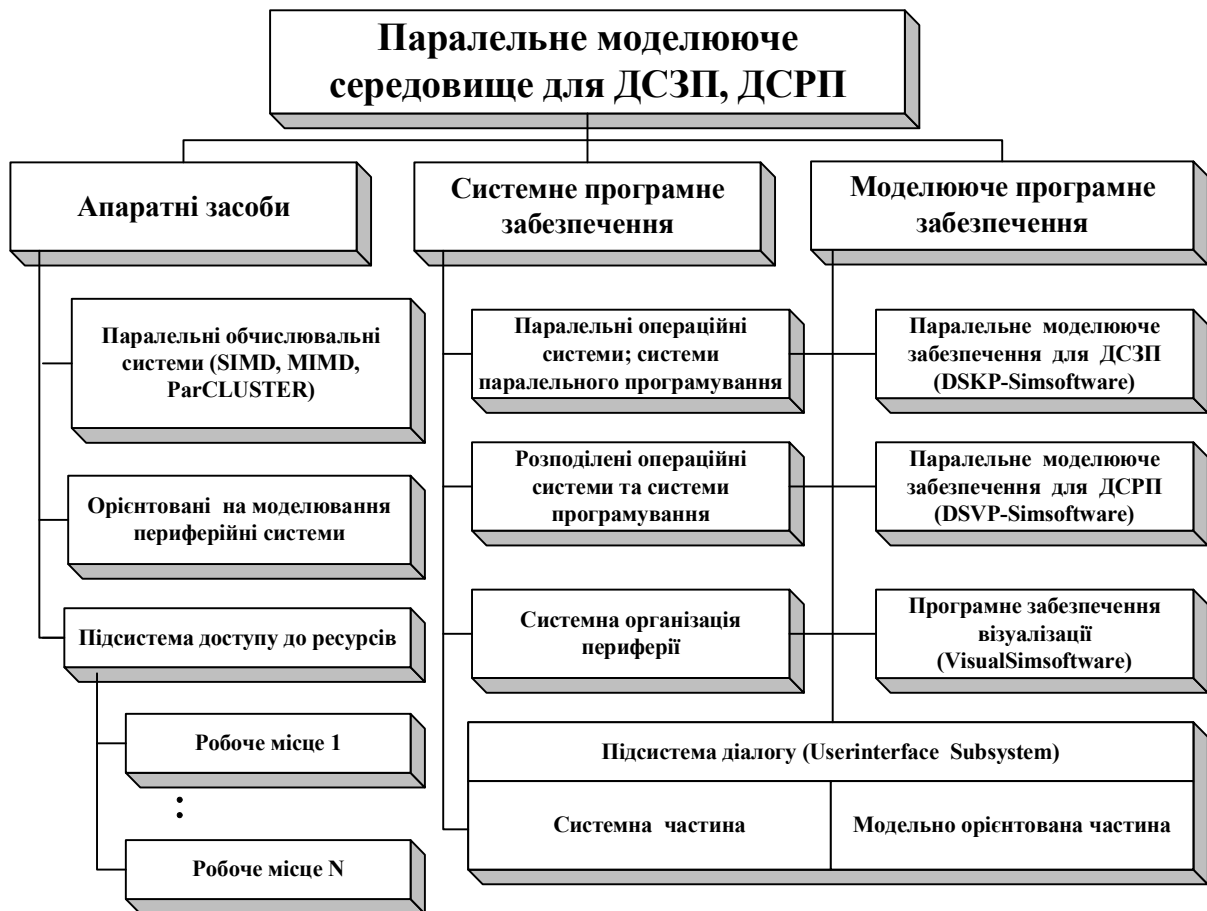 Паралельне моделююче
середовище для ДСЗП, ДСРП
Апаратні засоби
Системне програмне
забезпечення
Моделююче програмне
забезпечення
Паралельні обчислювальні
системи (SIMD, MIMD,
ParCLUSTER)
Орієнтовані на моделювання
периферійні системи
Підсистема доступу до ресурсів
Робоче місце 1
:
Робоче місце N
Паралельні операційні
системи; системи
паралельного програмування
Розподілені операційні
системи та системи
програмування
Системна організація
периферії
Паралельне моделююче
забезпечення для ДСЗП
(DSKP-Simsoftware)
Паралельне моделююче
забезпечення для ДСРП
(DSVP-Simsoftware)
Програмне забезпечення
візуалізації
(VisualSimsoftware)
Підсистема діалогу (Userinterface Subsystem)
Системна частина
Модельно орієнтована частина